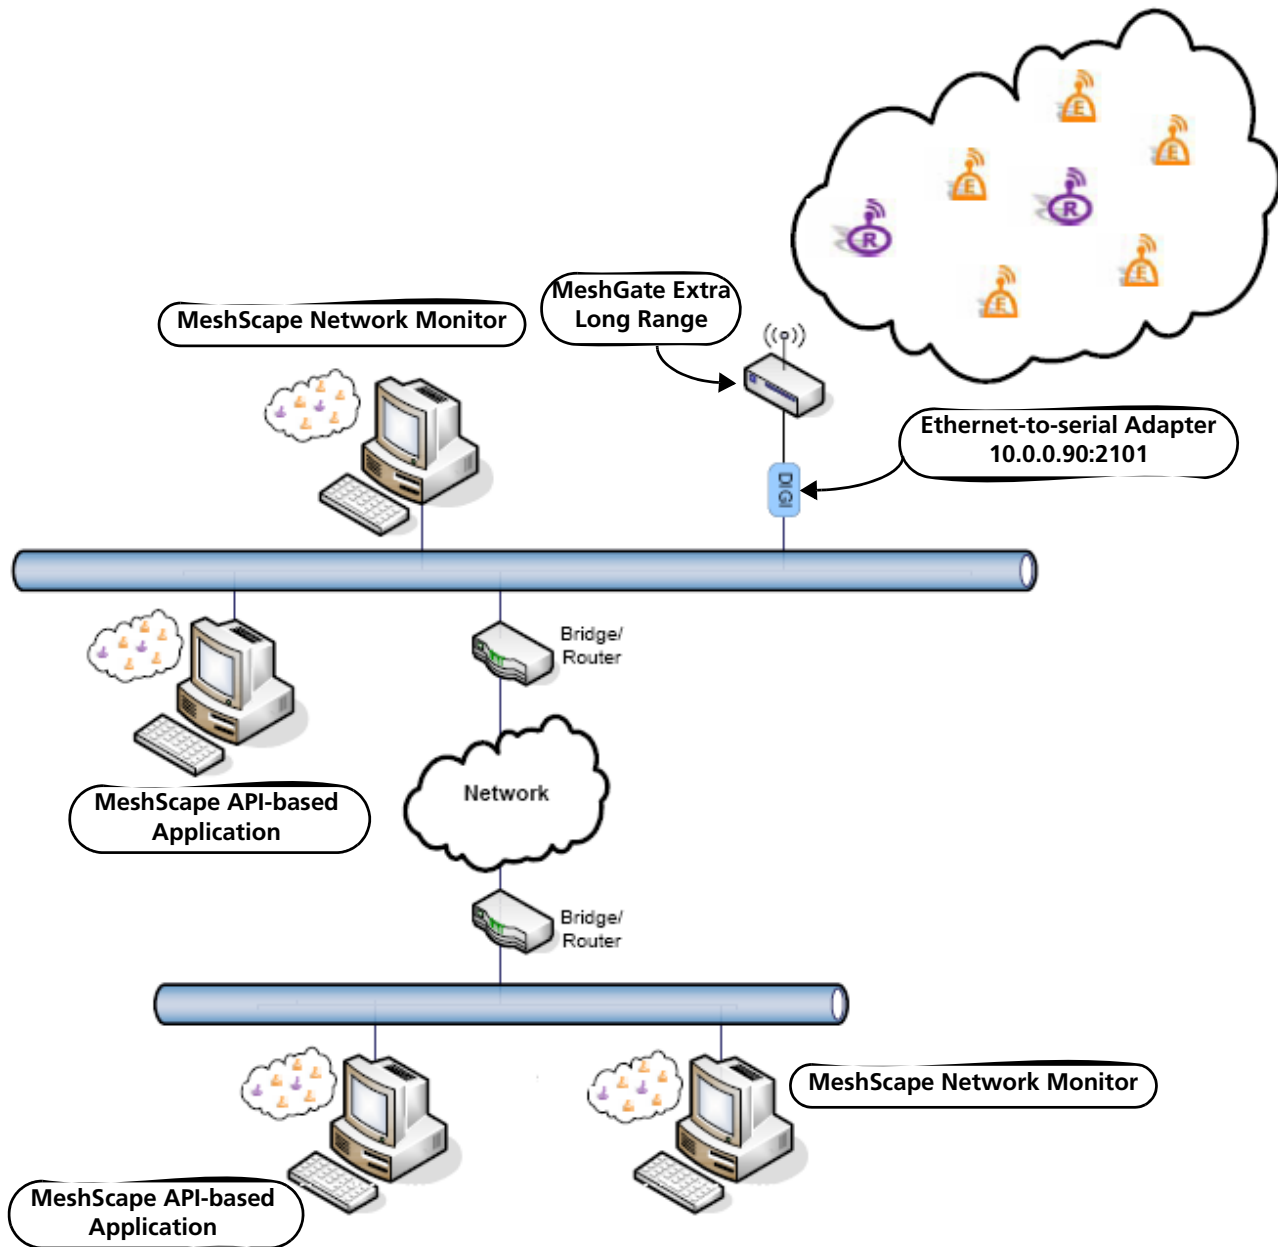 E
E
E
R
R
E
E
MeshGate Extra
Long Range
MeshScape Network Monitor
Ethernet-to-serial Adapter
10.0.0.90:2101
DIGI
Bridge/
Router
MeshScape API-based
Application
Network
Bridge/
Router
MeshScape Network Monitor
MeshScape API-based
Application